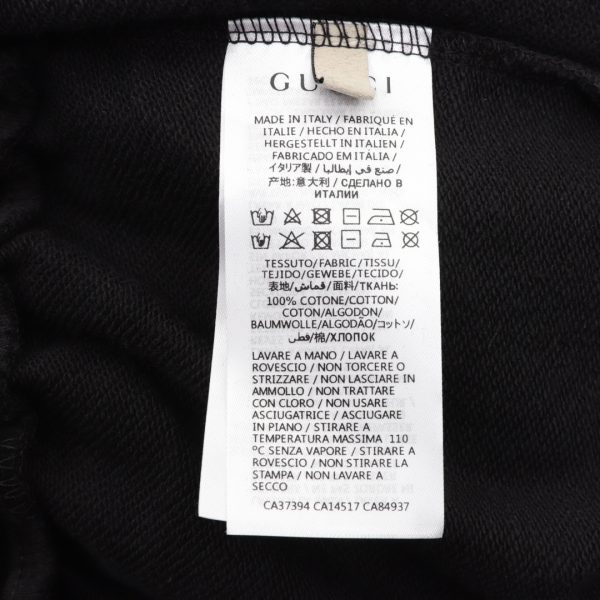 GUCCI
MADE IN ITALY / FABRIQUÉ EN
ITALIE / HECHO EN ITALIA /
HERGESTELLT IN ITALIEN /
FABRICADO EM ITÁLIA /
イタリア製 / صنع في إيطاليا /
产地:意大利 / СДЕЛАНО В
ИТАЛИИ
TESSUTO/FABRIC/TISSU/
TEJIDO/GEWEBE/TECIDO/
表地/قماش/面料/ТКАНЬ:
100% COTONE/COTTON/
COTON/ALGODON/
BAUMWOLLE/ALGODÃO/コットン/
قطن/棉/ХЛОПОК
LAVARE A MANO / LAVARE A
ROVESCIO / NON TORCERE O
STRIZZARE / NON LASCIARE IN
AMMOLLO / NON TRATTARE
CON CLORO / NON USARE
ASCIUGATRICE / ASCIUGARE
IN PIANO / STIRARE A
TEMPERATURA MASSIMA 110
°C SENZA VAPORE / STIRARE A
ROVESCIO / NON STIRARE LA
STAMPA / NON LAVARE A
SECCO
CA37394 CA14517 CA84937